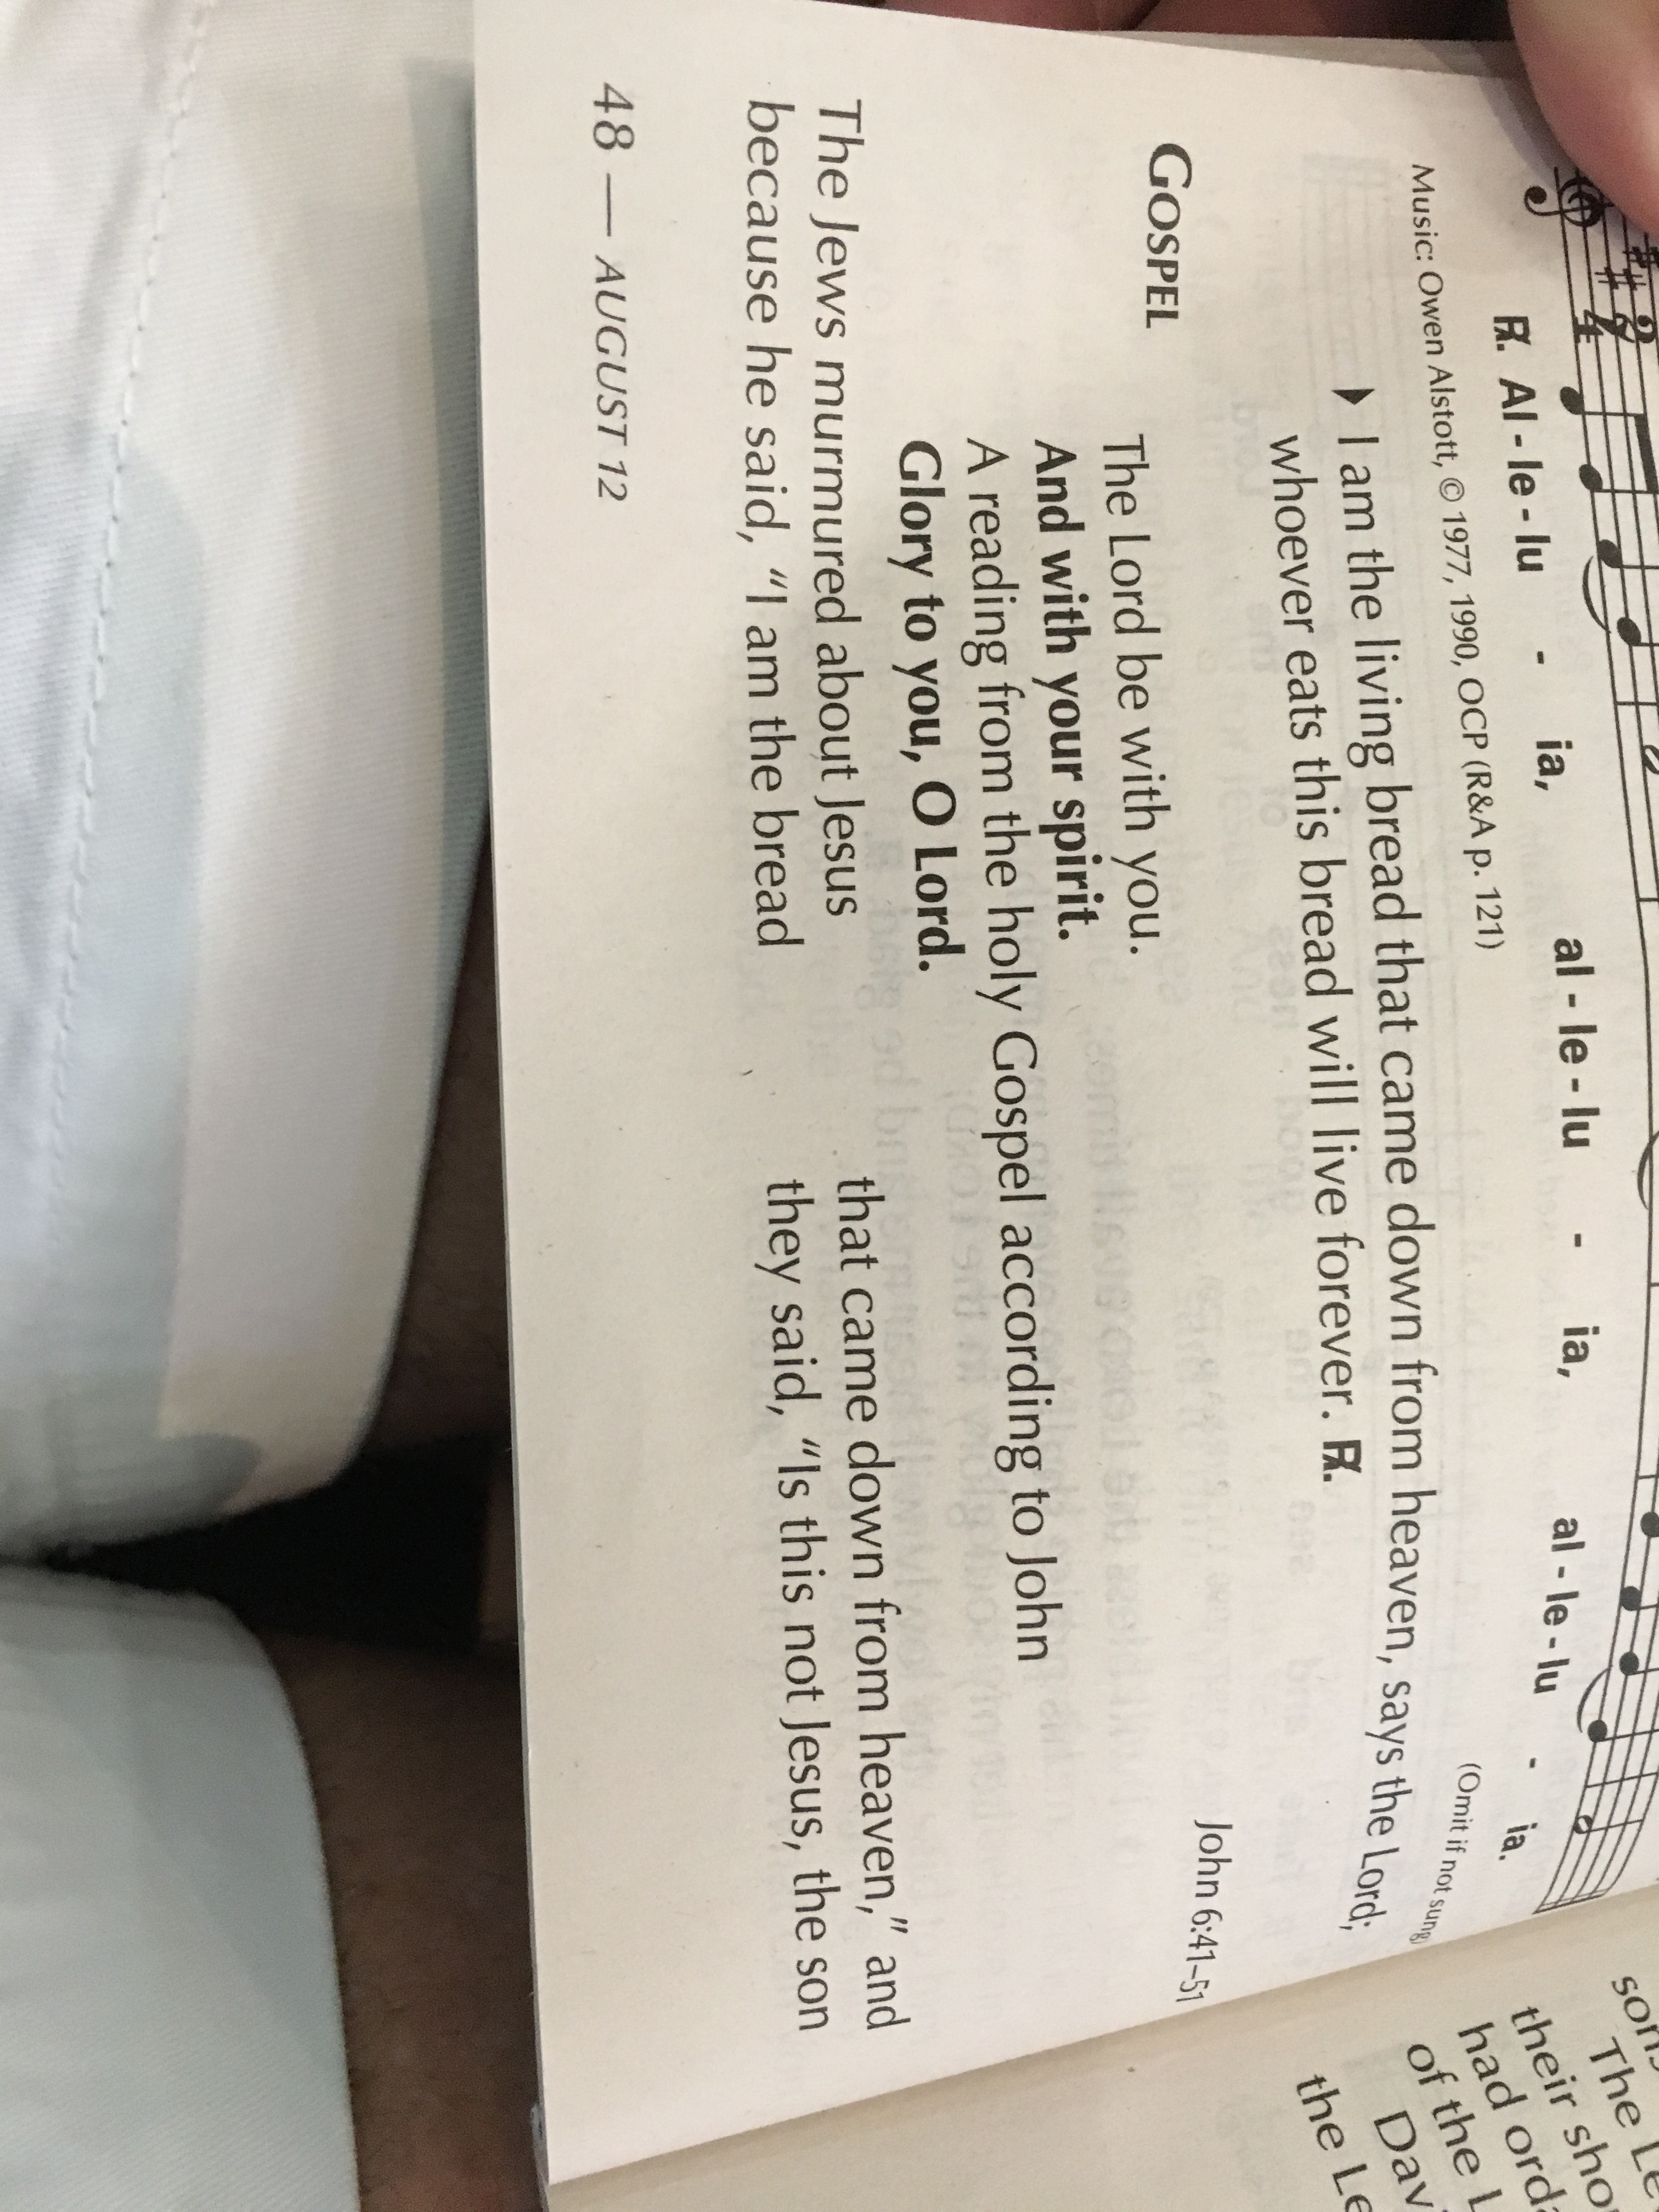 ℟. Al - le - lu - ia, al - le - lu - ia, al - le - lu - ia.
Music: Owen Alstott, © 1977, 1990, OCP (R&A p. 121) (Omit if not sung)
I am the living bread that came down from heaven, says the Lord;
whoever eats this bread will live forever. ℟.
GOSPEL John 6:41–51
The Lord be with you.
And with your spirit.
A reading from the holy Gospel according to John
Glory to you, O Lord.
The Jews murmured about Jesus
because he said, “I am the bread
that came down from heaven,” and
they said, “Is this not Jesus, the son
48 — AUGUST 12
The
their
had
of the
the